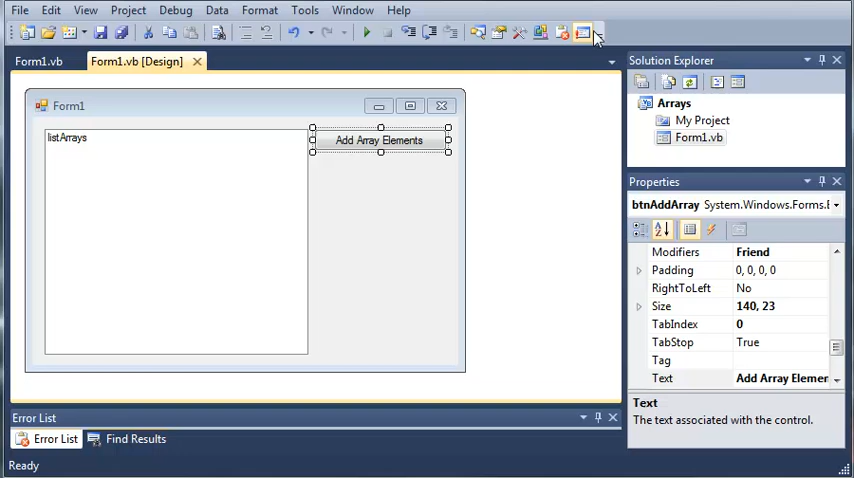 File Edit View Project Debug Data Format Tools Window Help
Form1.vb Form1.vb [Design]
Form1
listArrays
Add Array Elements
Solution Explorer
Arrays
My Project
Form1.vb
Properties
btnAddArray System.Windows.Forms.
Modifiers Friend
Padding 0, 0, 0, 0
RightToLeft No
Size 140, 23
TabIndex 0
TabStop True
Tag
Text Add Array Elemen
Text
The text associated with the control.
Error List
Error List Find Results
Ready